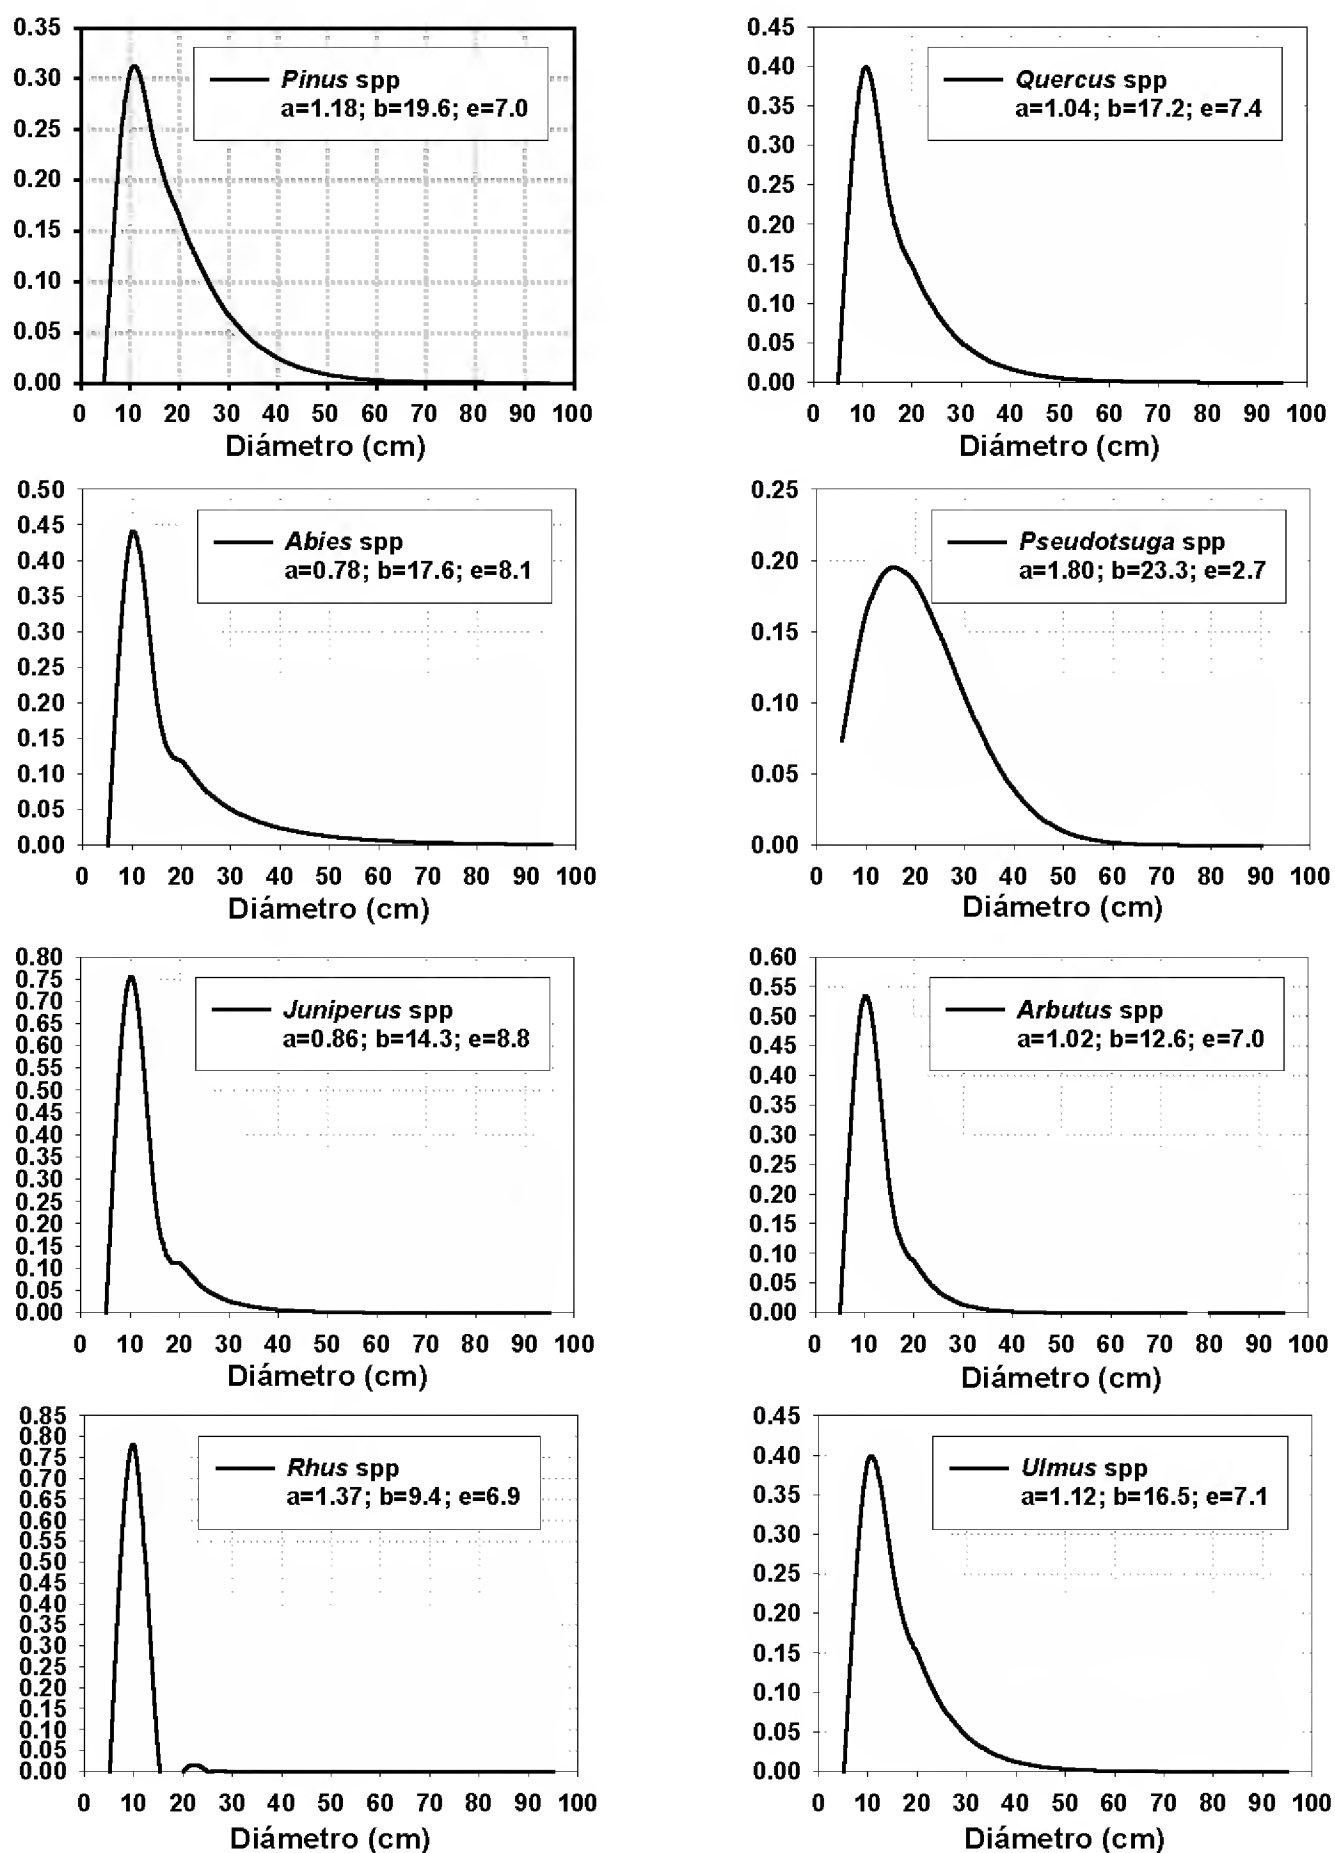 0.35
0.30
0.25
0.20
0.15
0.10
0.05
0.00
Pinus spp
a=1.18; b=19.6; e=7.0
0 10 20 30 40 50 60 70 80 90 100
Diámetro (cm)
0.45
0.40
0.35
0.30
0.25
0.20
0.15
0.10
0.05
0.00
Quercus spp
a=1.04; b=17.2; e=7.4
0 10 20 30 40 50 60 70 80 90 100
Diámetro (cm)
0.50
0.45
0.40
0.35
0.30
0.25
0.20
0.15
0.10
0.05
0.00
Abies spp
a=0.78; b=17.6; e=8.1
0 10 20 30 40 50 60 70 80 90 100
Diámetro (cm)
0.25
0.20
0.15
0.10
0.05
0.00
Pseudotsuga spp
a=1.80; b=23.3; e=2.7
0 10 20 30 40 50 60 70 80 90 100
Diámetro (cm)
0.80
0.75
0.70
0.65
0.60
0.55
0.50
0.45
0.40
0.35
0.30
0.25
0.20
0.15
0.10
0.05
0.00
Juniperus spp
a=0.86; b=14.3; e=8.8
0 10 20 30 40 50 60 70 80 90 100
Diámetro (cm)
0.60
0.55
0.50
0.45
0.40
0.35
0.30
0.25
0.20
0.15
0.10
0.05
0.00
Arbutus spp
a=1.02; b=12.6; e=7.0
0 10 20 30 40 50 60 70 80 90 100
Diámetro (cm)
0.85
0.80
0.75
0.70
0.65
0.60
0.55
0.50
0.45
0.40
0.35
0.30
0.25
0.20
0.15
0.10
0.05
0.00
Rhus spp
a=1.37; b=9.4; e=6.9
0 10 20 30 40 50 60 70 80 90 100
Diámetro (cm)
0.45
0.40
0.35
0.30
0.25
0.20
0.15
0.10
0.05
0.00
Ulmus spp
a=1.12; b=16.5; e=7.1
0 10 20 30 40 50 60 70 80 90 100
Diámetro (cm)